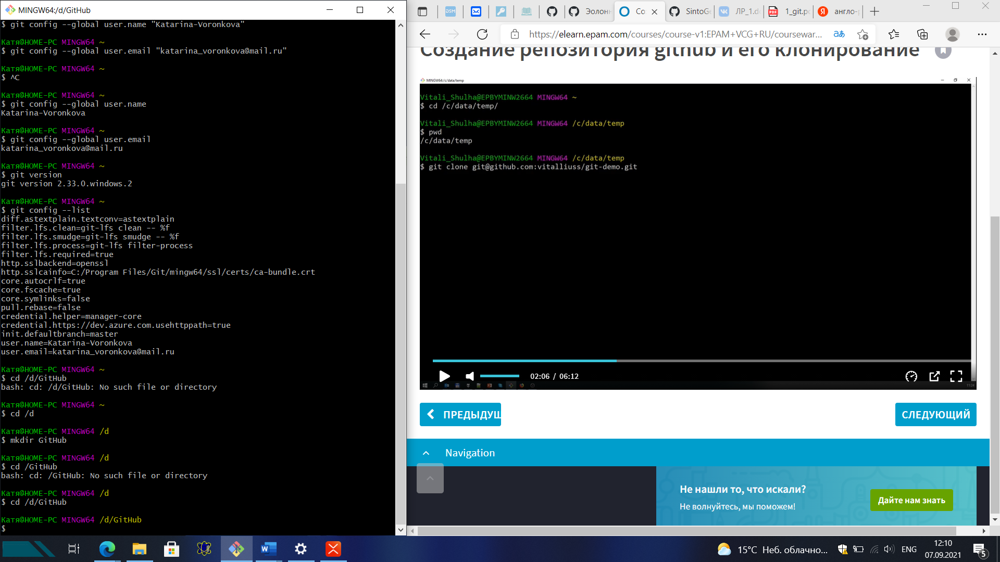 MINGW64:/d/GitHub
$ git config --global user.name "Katarina-Voronkova"
Катя@HOME-PC MINGW64 ~
$ git config --global user.email "katarina_voronkova@mail.ru"
Катя@HOME-PC MINGW64 ~
$ ^C
Катя@HOME-PC MINGW64 ~
$ git config --global user.name
Katarina-Voronkova
Катя@HOME-PC MINGW64 ~
$ git config --global user.email
katarina_voronkova@mail.ru
Катя@HOME-PC MINGW64 ~
$ git version
git version 2.33.0.windows.2
Катя@HOME-PC MINGW64 ~
$ git config --list
diff.astextplain.textconv=astextplain
filter.lfs.clean=git-lfs clean -- %f
filter.lfs.smudge=git-lfs smudge -- %f
filter.lfs.process=git-lfs filter-process
filter.lfs.required=true
http.sslbackend=openssl
http.sslcainfo=C:/Program Files/Git/mingw64/ssl/certs/ca-bundle.crt
core.autocrlf=true
core.fscache=true
core.symlinks=false
pull.rebase=false
credential.helper=manager-core
credential.https://dev.azure.com.usehttppath=true
init.defaultbranch=master
user.name=Katarina-Voronkova
user.email=katarina_voronkova@mail.ru
Катя@HOME-PC MINGW64 ~
$ cd /d/GitHub
bash: cd: /d/GitHub: No such file or directory
Катя@HOME-PC MINGW64 ~
$ cd /d
Катя@HOME-PC MINGW64 /d
$ mkdir GitHub
Катя@HOME-PC MINGW64 /d
$ cd /GitHub
bash: cd: /GitHub: No such file or directory
Катя@HOME-PC MINGW64 /d
$ cd /d/GitHub
Катя@HOME-PC MINGW64 /d/GitHub
$
DSM Эолон Со SintoGe ЛР_1.d 1_git.p англо-
https://elearn.epam.com/courses/course-v1:EPAM+VCG+RU/coursewar...
Создание репозитория github и его клонирование
MINGW64:/c/data/temp
Vitali_Shulha@EPBYMINW2664 MINGW64 ~
$ cd /c/data/temp/
Vitali_Shulha@EPBYMINW2664 MINGW64 /c/data/temp
$ pwd
/c/data/temp
Vitali_Shulha@EPBYMINW2664 MINGW64 /c/data/temp
$ git clone git@github.com:vitalliuss/git-demo.git
02:06 / 06:12
11:24
ПРЕДЫДУЩ
СЛЕДУЮЩИЙ
Navigation
Не нашли то, что искали?
Не волнуйтесь, мы поможем!
Дайте нам знать
15°C Неб. облачно...
ENG
12:10
07.09.2021
5